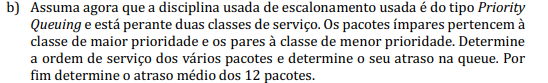 b) Assuma agora que a disciplina usada de escalonamento usada é do tipo Priority
Queuing e está perante duas classes de serviço. Os pacotes ímpares pertencem à
classe de maior prioridade e os pares à classe de menor prioridade. Determine
a ordem de serviço dos vários pacotes e determine o seu atraso na queue. Por
fim determine o atraso médio dos 12 pacotes.